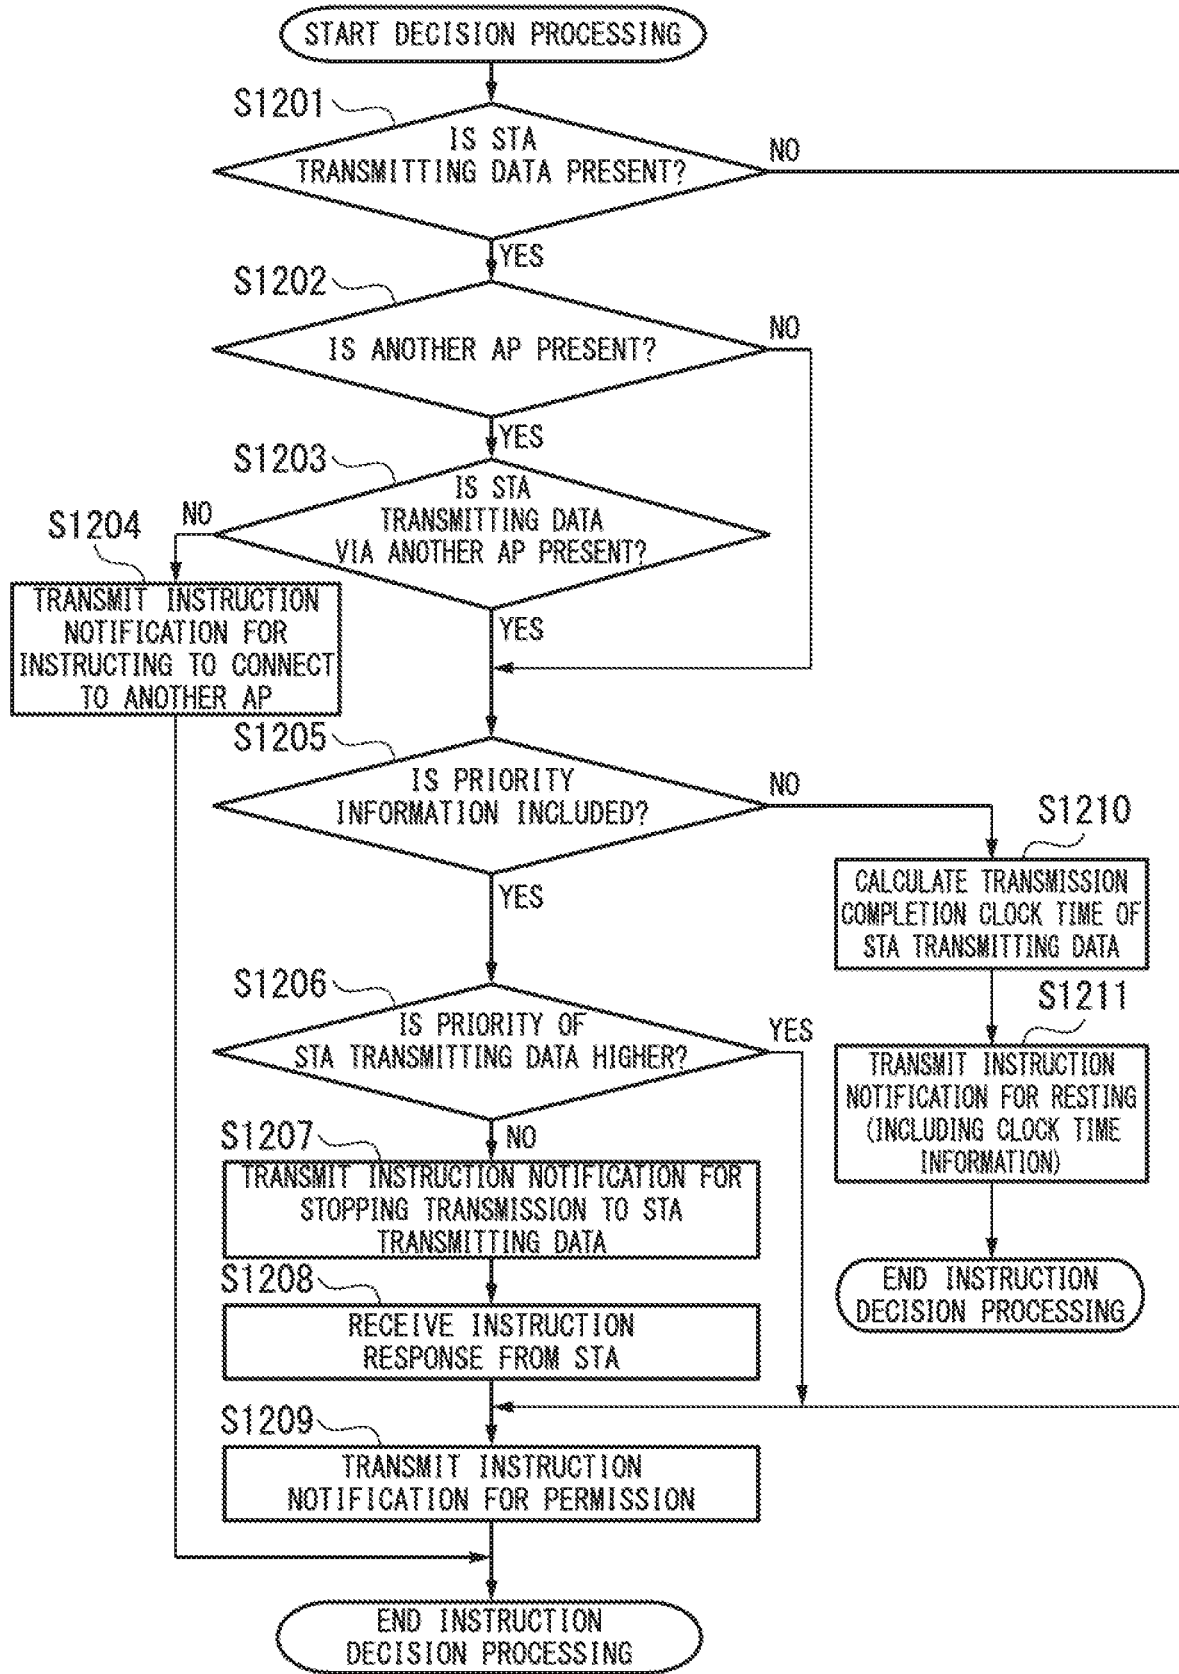 START DECISION PROCESSING
S1201
IS STA
TRANSMITTING DATA PRESENT?
NO
YES
S1202
IS ANOTHER AP PRESENT?
NO
YES
S1203
IS STA
TRANSMITTING DATA
VIA ANOTHER AP PRESENT?
NO
YES
S1204
TRANSMIT INSTRUCTION
NOTIFICATION FOR
INSTRUCTING TO CONNECT
TO ANOTHER AP
S1205
IS PRIORITY
INFORMATION INCLUDED?
NO
YES
S1210
CALCULATE TRANSMISSION
COMPLETION CLOCK TIME OF
STA TRANSMITTING DATA
S1206
IS PRIORITY OF
STA TRANSMITTING DATA HIGHER?
YES
NO
S1211
TRANSMIT INSTRUCTION
NOTIFICATION FOR RESTING
(INCLUDING CLOCK TIME
INFORMATION)
S1207
TRANSMIT INSTRUCTION NOTIFICATION FOR
STOPPING TRANSMISSION TO STA
TRANSMITTING DATA
END INSTRUCTION
DECISION PROCESSING
S1208
RECEIVE INSTRUCTION
RESPONSE FROM STA
S1209
TRANSMIT INSTRUCTION
NOTIFICATION FOR PERMISSION
END INSTRUCTION
DECISION PROCESSING